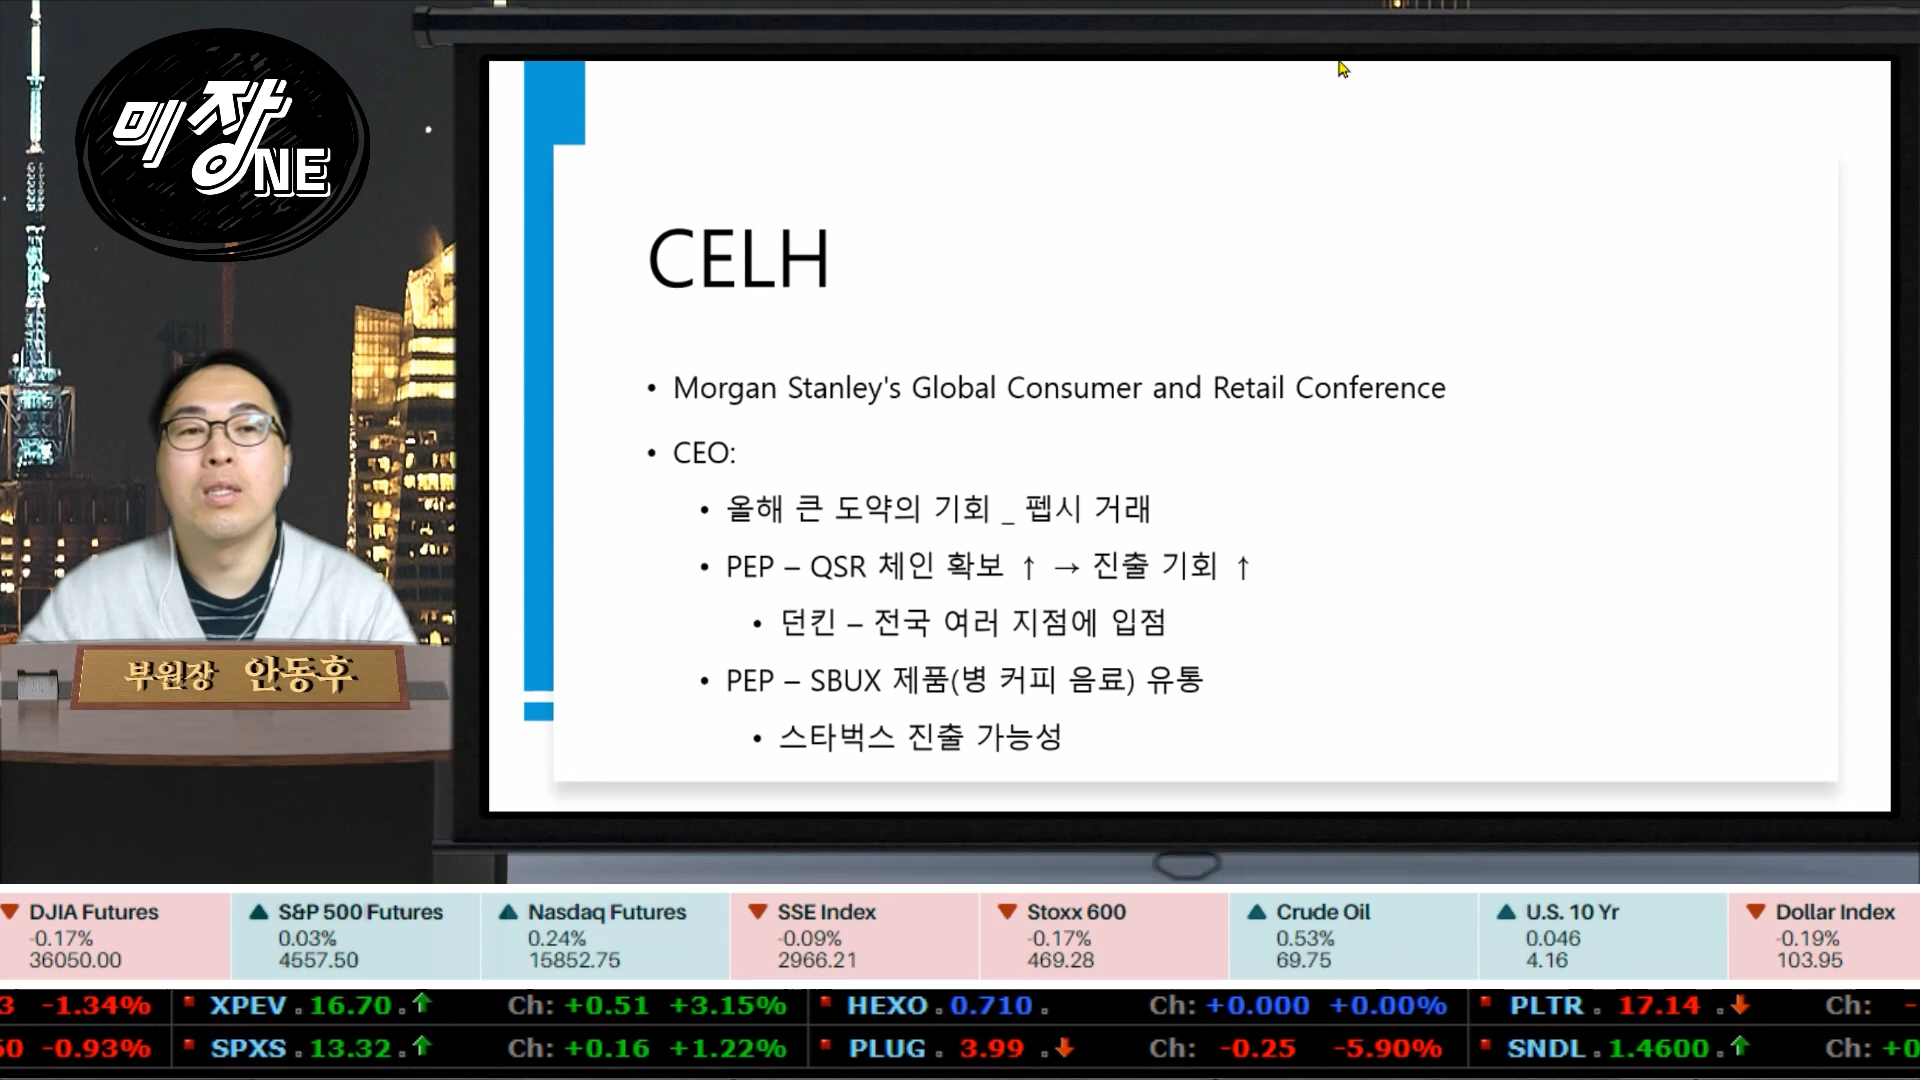 미장
NE
CELH
• Morgan Stanley's Global Consumer and Retail Conference
• CEO:
• 올해 큰 도약의 기회 _ 펩시 거래
• PEP – QSR 체인 확보 ↑ → 진출 기회 ↑
• 던킨 – 전국 여러 지점에 입점
• PEP – SBUX 제품(병 커피 음료) 유통
• 스타벅스 진출 가능성
부원장 안동후
▼ DJIA Futures
-0.17%
36050.00
▲ S&P 500 Futures
0.03%
4557.50
▲ Nasdaq Futures
0.24%
15852.75
▼ SSE Index
-0.09%
2966.21
▼ Stoxx 600
-0.17%
469.28
▲ Crude Oil
0.53%
69.75
▲ U.S. 10 Yr
0.046
4.16
▼ Dollar Index
-0.19%
103.95
3 -1.34% XPEV . 16.70 . ↑ Ch: +0.51 +3.15% HEXO . 0.710 . Ch: +0.000 +0.00% PLTR . 17.14 . ↓ Ch: -
60 -0.93% SPXS . 13.32 . ↑ Ch: +0.16 +1.22% PLUG . 3.99 . ↓ Ch: -0.25 -5.90% SNDL . 1.4600 . ↑ Ch: +0